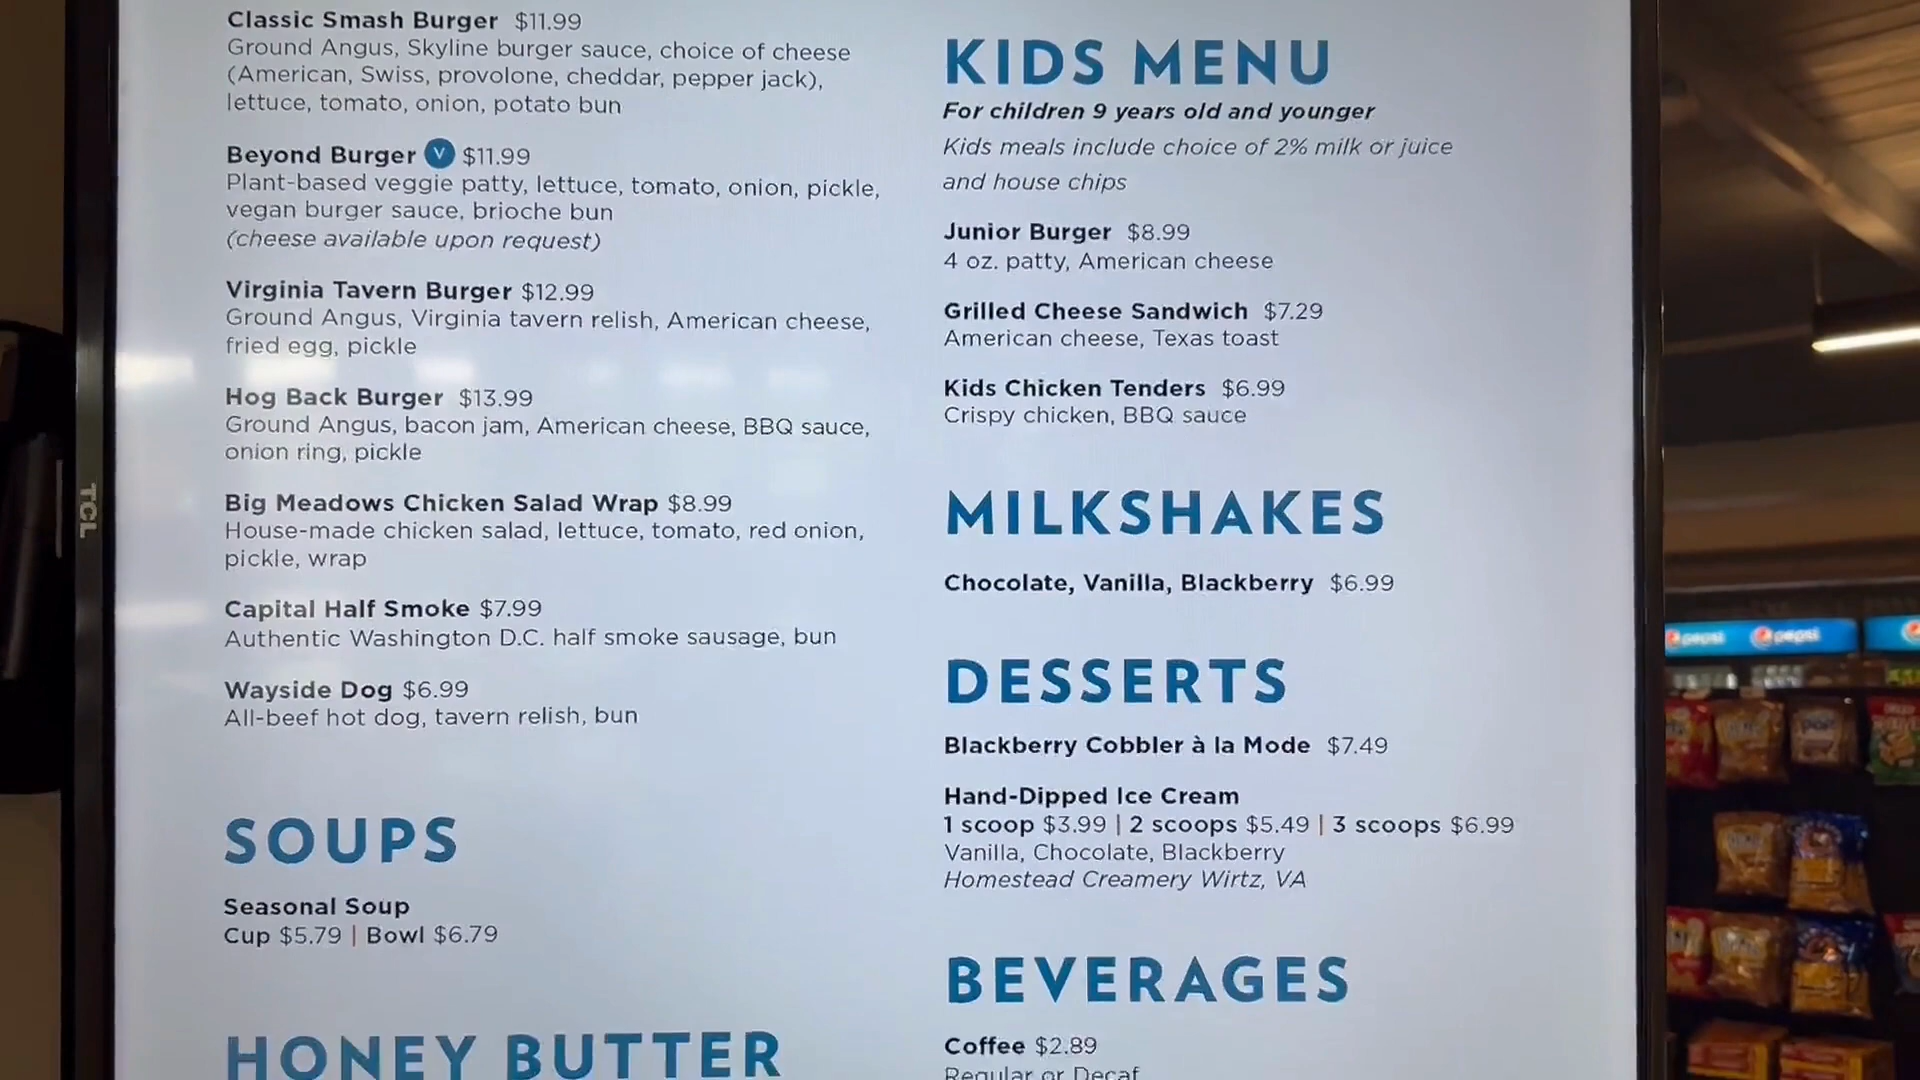 Classic Smash Burger $11.99
Ground Angus, Skyline burger sauce, choice of cheese
(American, Swiss, provolone, cheddar, pepper jack),
lettuce, tomato, onion, potato bun
Beyond Burger V $11.99
Plant-based veggie patty, lettuce, tomato, onion, pickle,
vegan burger sauce, brioche bun
(cheese available upon request)
Virginia Tavern Burger $12.99
Ground Angus, Virginia tavern relish, American cheese,
fried egg, pickle
Hog Back Burger $13.99
Ground Angus, bacon jam, American cheese, BBQ sauce,
onion ring, pickle
Big Meadows Chicken Salad Wrap $8.99
House-made chicken salad, lettuce, tomato, red onion,
pickle, wrap
Capital Half Smoke $7.99
Authentic Washington D.C. half smoke sausage, bun
Wayside Dog $6.99
All-beef hot dog, tavern relish, bun
SOUPS
Seasonal Soup
Cup $5.79 | Bowl $6.79
HONEY BUTTER
KIDS MENU
For children 9 years old and younger
Kids meals include choice of 2% milk or juice
and house chips
Junior Burger $8.99
4 oz. patty, American cheese
Grilled Cheese Sandwich $7.29
American cheese, Texas toast
Kids Chicken Tenders $6.99
Crispy chicken, BBQ sauce
MILKSHAKES
Chocolate, Vanilla, Blackberry $6.99
DESSERTS
Blackberry Cobbler à la Mode $7.49
Hand-Dipped Ice Cream
1 scoop $3.99 | 2 scoops $5.49 | 3 scoops $6.99
Vanilla, Chocolate, Blackberry
Homestead Creamery Wirtz, VA
BEVERAGES
Coffee $2.89
Regular or Decaf
TCL
pepsi
pepsi